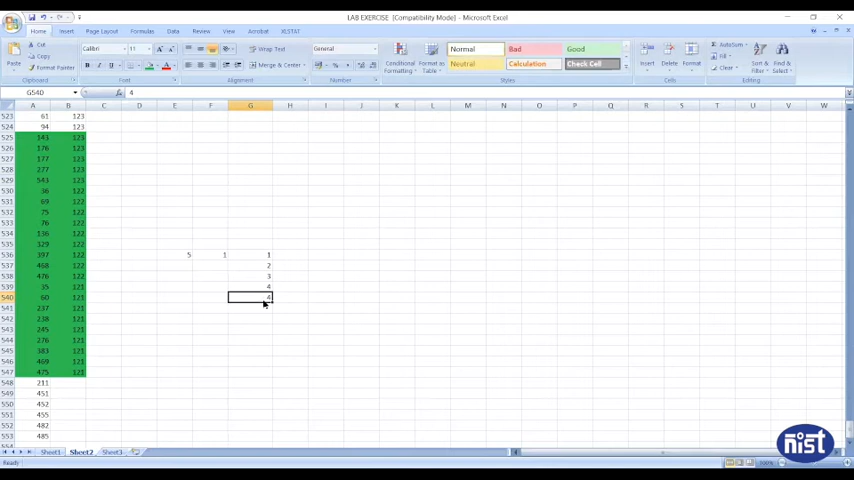 LAB EXERCISE [Compatibility Mode] - Microsoft Excel
Home Insert Page Layout Formulas Data Review View Acrobat XLSTAT
Cut Calibri 11 Wrap Text General Normal Bad Good AutoSum
Copy Fill
Paste Format Painter B I U Merge & Center Conditional Formatting Format as Table Neutral Calculation Check Cell Insert Delete Format Clear Sort & Find &
Clipboard Font Alignment Number Styles Cells
G540 fx 4
A B C D E F G H I J K L M N O P Q R S T U V W
523 61 123
524 94 123
525 143 123
526 176 123
527 177 123
528 277 123
529 543 123
530 36 122
531 69 122
532 75 122
533 76 122
534 136 122
535 329 122
536 397 122 5 1 1
537 468 122 2
538 476 122 3
539 35 121 4
540 60 121 4
541 237 121
542 238 121
543 245 121
544 276 121
545 383 121
546 469 121
547 475 121
548 211
549 451
550 452
551 455
552 482
553 485
Sheet1 Sheet2 Sheet3
Ready 100%
nist